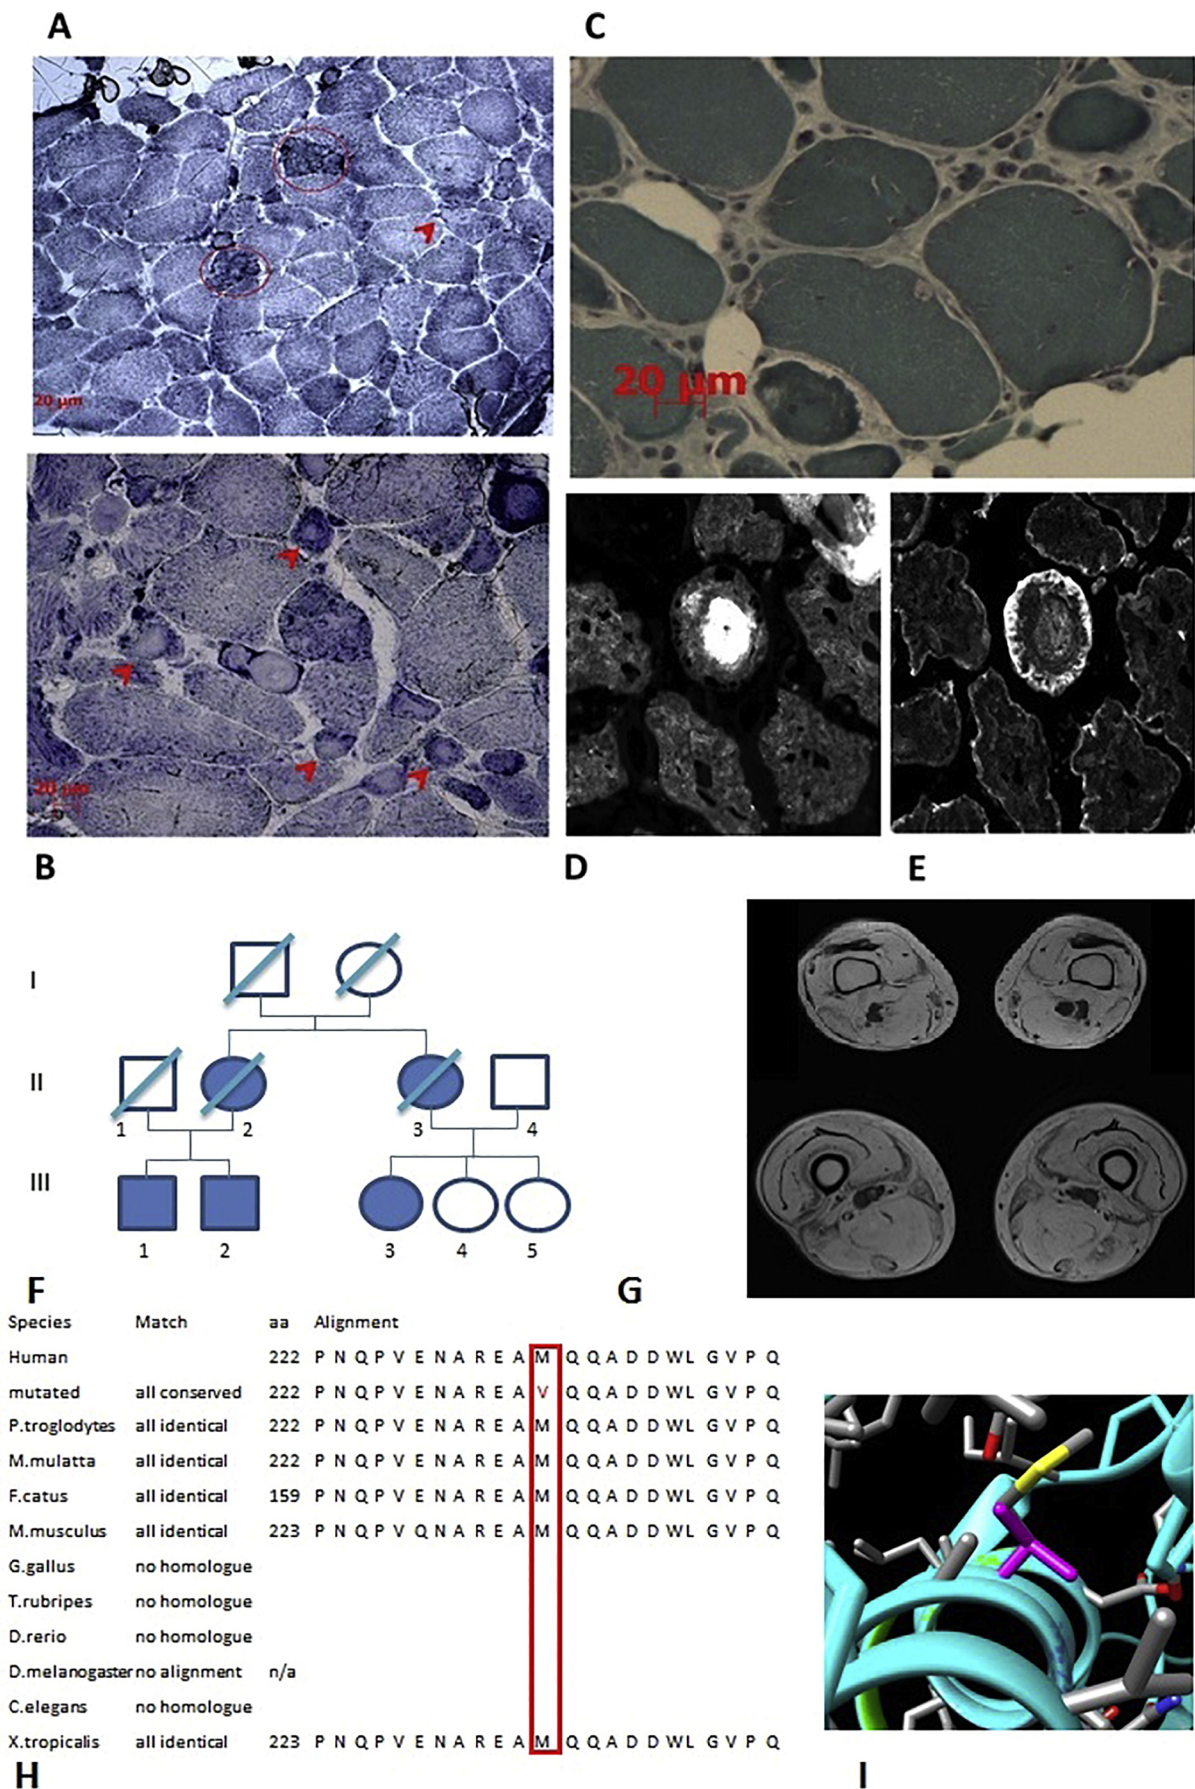 A
C
20 µm
20 µm
20 µm
B
D
E
I
II
1
2
3
4
III
1
2
3
4
5
F
G
Species Match aa Alignment
Human 222 P N Q P V E N A R E A M Q Q A D D W L G V P Q
mutated all conserved 222 P N Q P V E N A R E A V Q Q A D D W L G V P Q
P.troglodytes all identical 222 P N Q P V E N A R E A M Q Q A D D W L G V P Q
M.mulatta all identical 222 P N Q P V E N A R E A M Q Q A D D W L G V P Q
F.catus all identical 159 P N Q P V E N A R E A M Q Q A D D W L G V P Q
M.musculus all identical 223 P N Q P V Q N A R E A M Q Q A D D W L G V P Q
G.gallus no homologue
T.rubripes no homologue
D.rerio no homologue
D.melanogaster no alignment n/a
C.elegans no homologue
X.tropicalis all identical 223 P N Q P V E N A R E A M Q Q A D D W L G V P Q
H
I